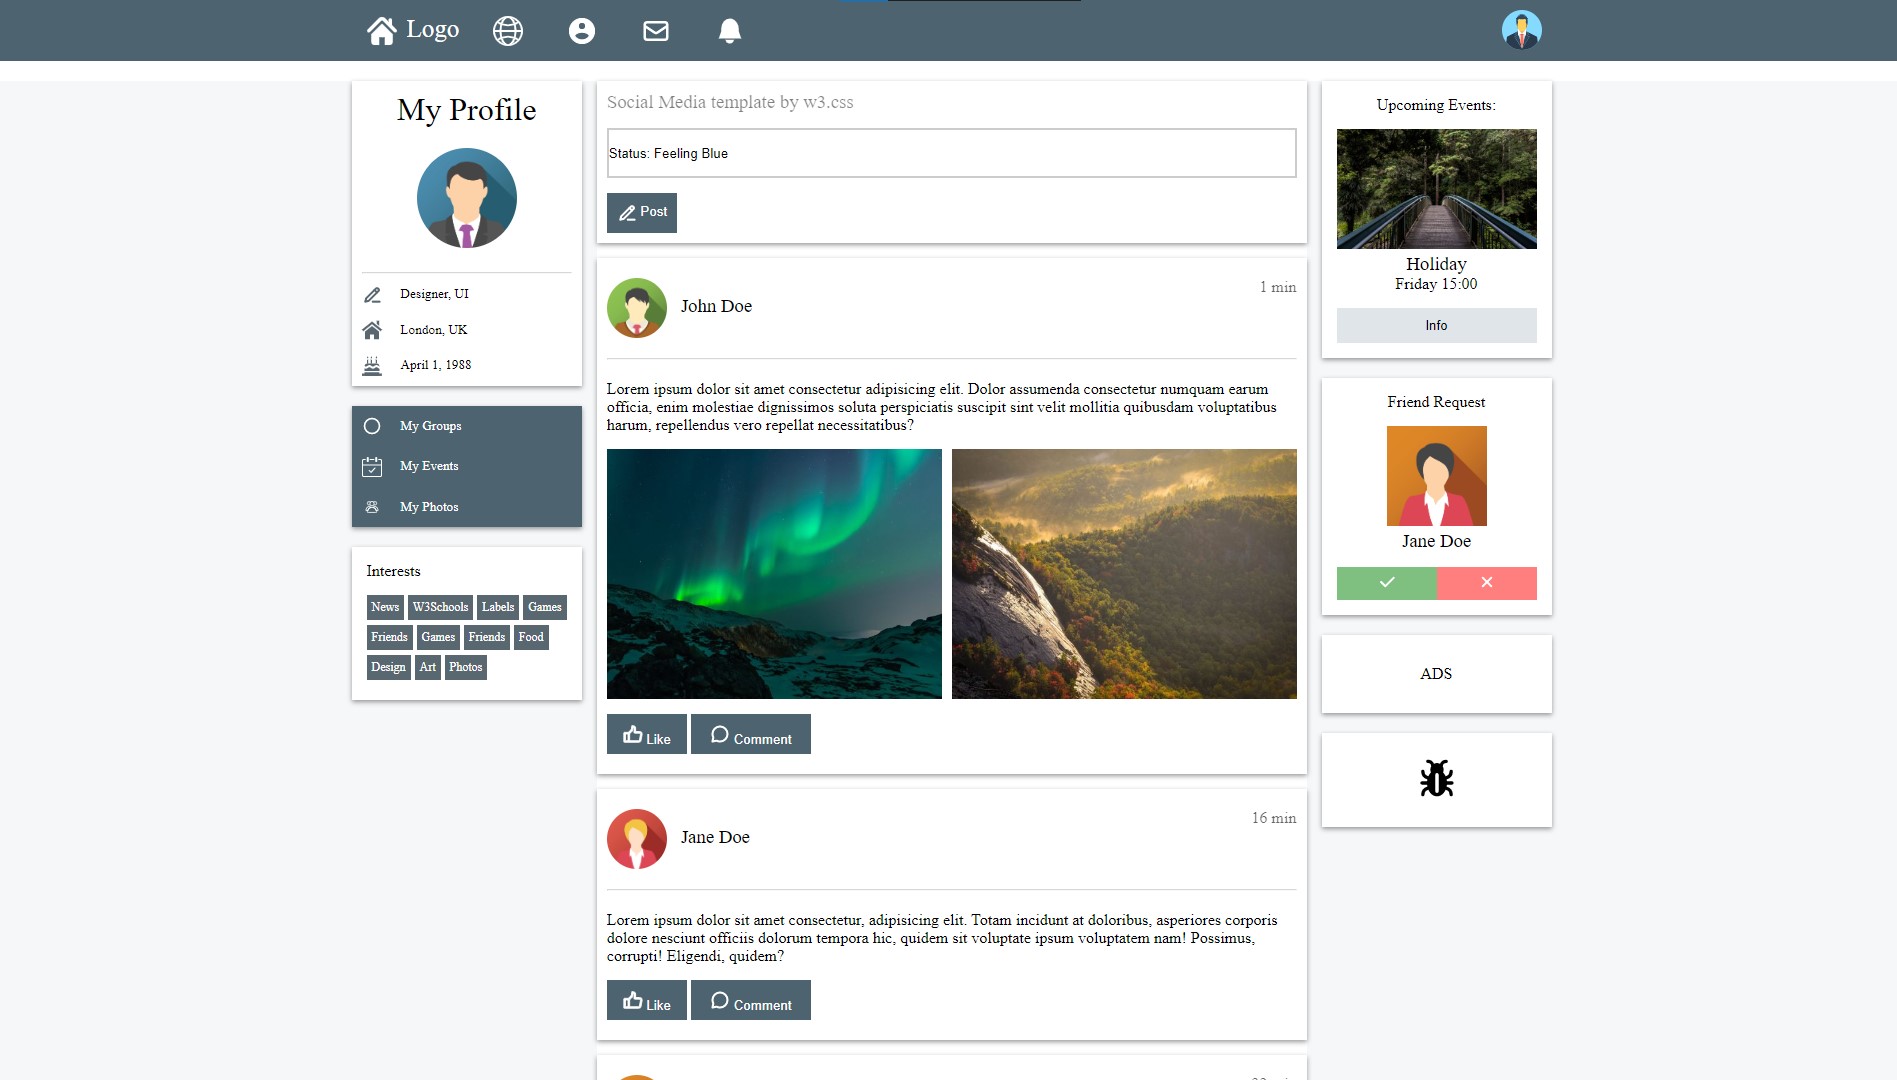 Logo
My Profile
Designer, UI
London, UK
April 1, 1988
My Groups
My Events
My Photos
Interests
News W3Schools Labels Games
Friends Games Friends Food
Design Art Photos
Social Media template by w3.css
Status: Feeling Blue
Post
John Doe
1 min
Lorem ipsum dolor sit amet consectetur adipisicing elit. Dolor assumenda consectetur numquam earum
officia, enim molestiae dignissimos soluta perspiciatis suscipit sint velit mollitia quibusdam voluptatibus
harum, repellendus vero repellat necessitatibus?
Like Comment
Jane Doe
16 min
Lorem ipsum dolor sit amet consectetur, adipisicing elit. Totam incidunt at doloribus, asperiores corporis
dolore nesciunt officiis dolorum tempora hic, quidem sit voluptate ipsum voluptatem nam! Possimus,
corrupti! Eligendi, quidem?
Like Comment
Upcoming Events:
Holiday
Friday 15:00
Info
Friend Request
Jane Doe
ADS